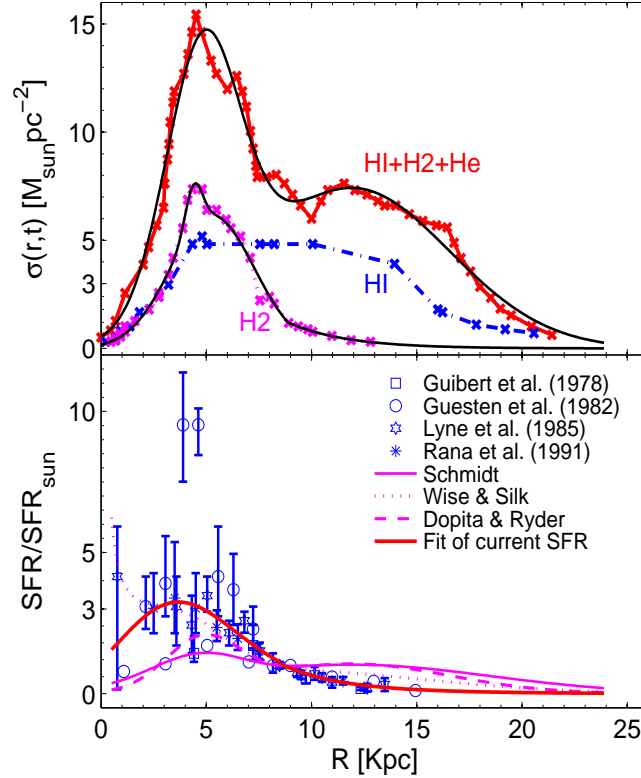 15
10
5
3
0
σ(r,t) [M_sun pc^-2]
HI+H2+He
HI
H2
10
5
3
0
SFR/SFR_sun
Guibert et al. (1978)
Guesten et al. (1982)
Lyne et al. (1985)
Rana et al. (1991)
Schmidt
Wise & Silk
Dopita & Ryder
Fit of current SFR
0 5 10 15 20 25
R [Kpc]